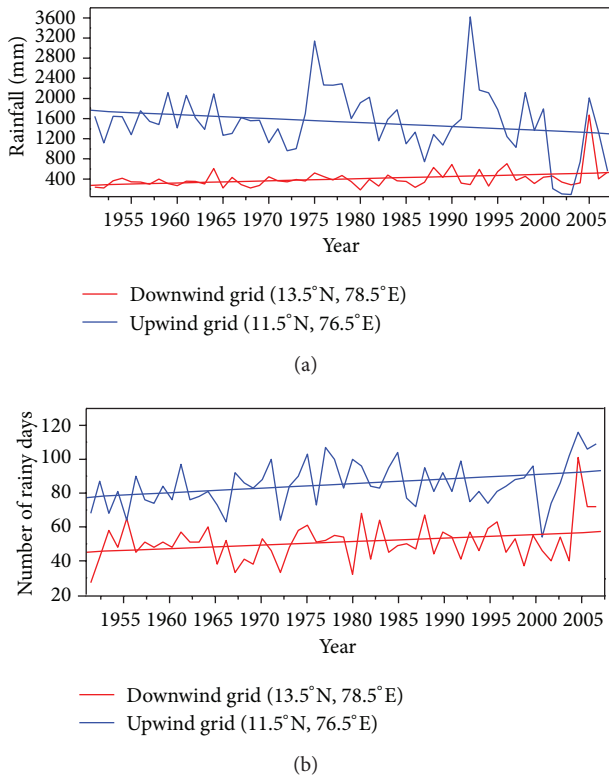 3600
3200
2800
2400
2000
1600
1200
800
400
Rainfall (mm)
1955 1960 1965 1970 1975 1980 1985 1990 1995 2000 2005
Year
Downwind grid (13.5°N, 78.5°E)
Upwind grid (11.5°N, 76.5°E)
(a)
120
100
80
60
40
20
Number of rainy days
1955 1960 1965 1970 1975 1980 1985 1990 1995 2000 2005
Year
Downwind grid (13.5°N, 78.5°E)
Upwind grid (11.5°N, 76.5°E)
(b)